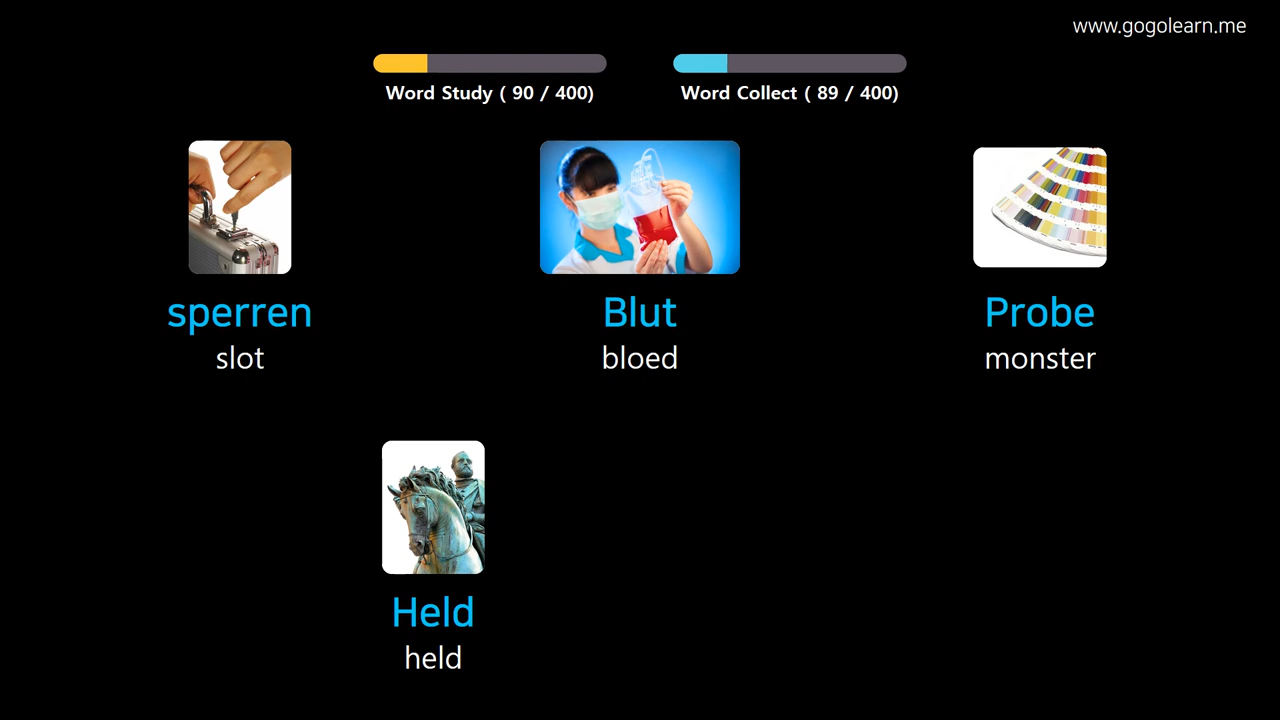 www.gogolearn.me
Word Study ( 90 / 400)
Word Collect ( 89 / 400)
sperren
slot
Blut
bloed
Probe
monster
Held
held